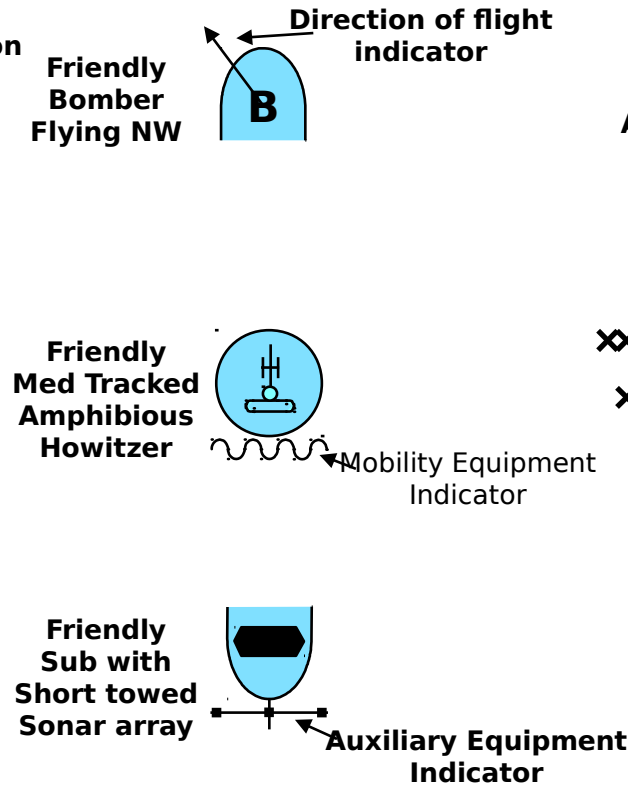 on
Direction of flight
indicator
Friendly
Bomber
Flying NW
B
Friendly
Med Tracked
Amphibious
Howitzer
Mobility Equipment
Indicator
Friendly
Sub with
Short towed
Sonar array
Auxiliary Equipment
Indicator